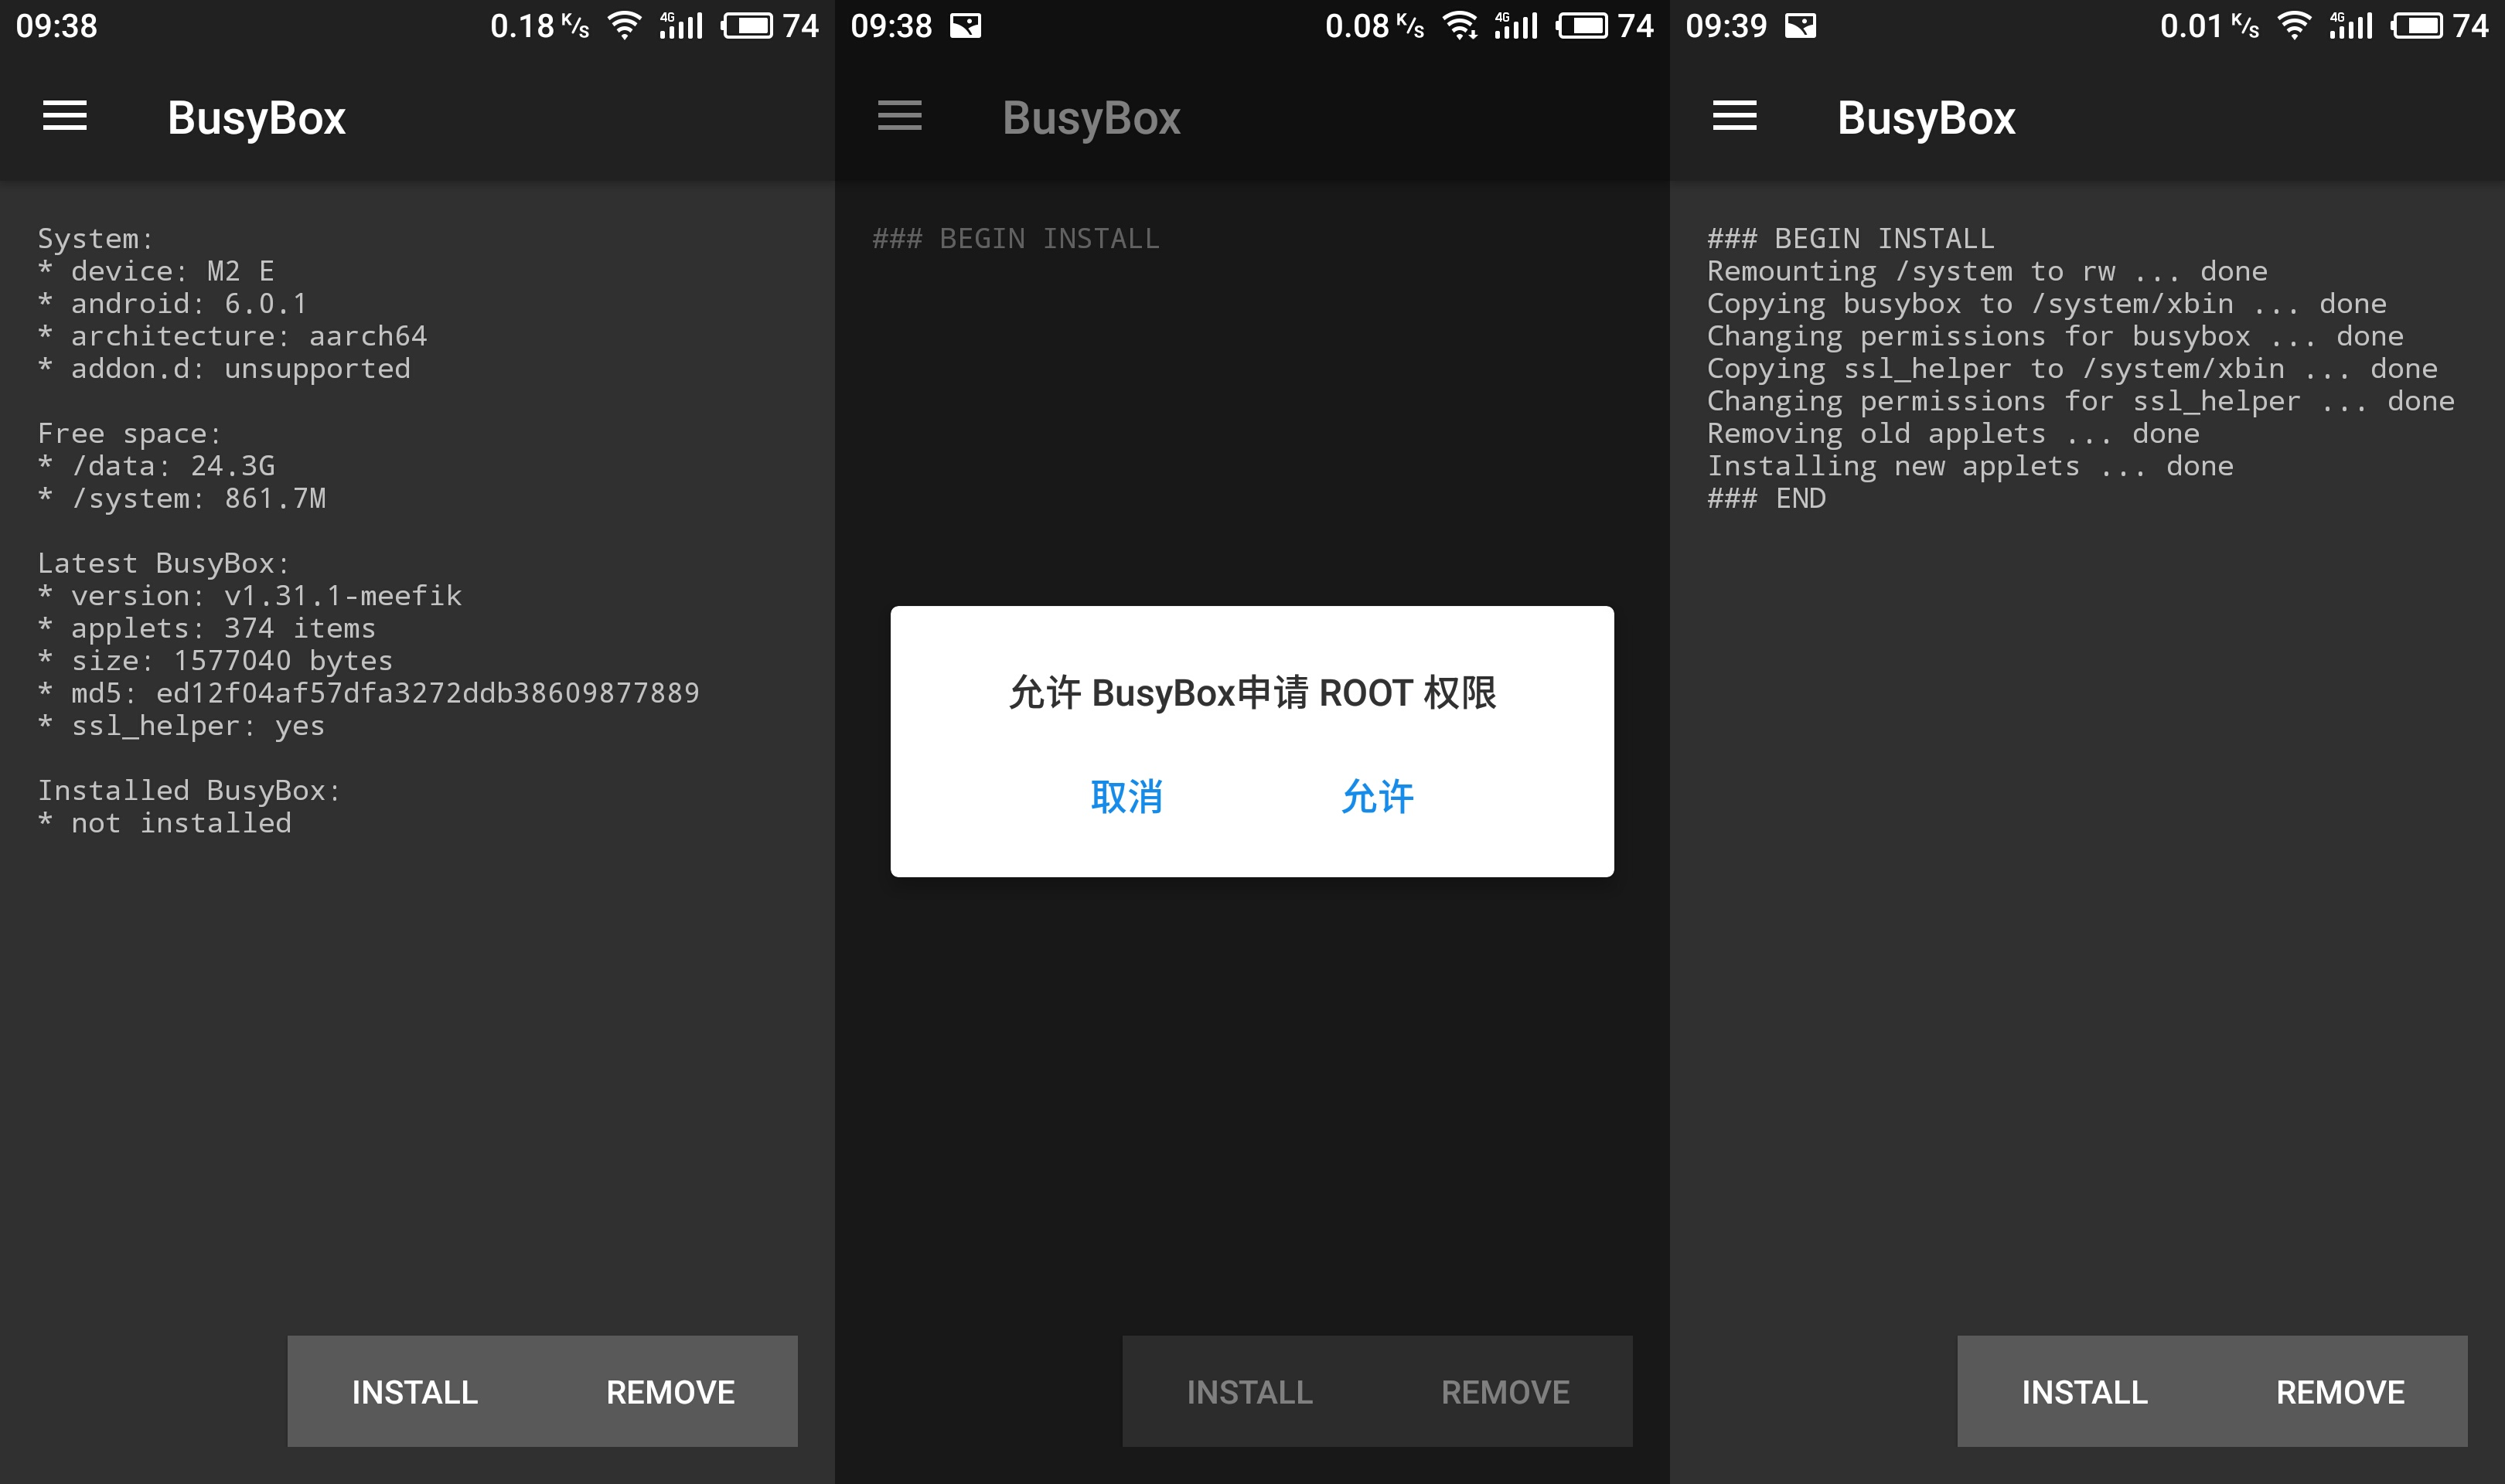 09:38
0.18 K/s 4G 74
BusyBox
System:
* device: M2 E
* android: 6.0.1
* architecture: aarch64
* addon.d: unsupported
Free space:
* /data: 24.3G
* /system: 861.7M
Latest BusyBox:
* version: v1.31.1-meefik
* applets: 374 items
* size: 1577040 bytes
* md5: ed12f04af57dfa3272ddb38609877889
* ssl_helper: yes
Installed BusyBox:
* not installed
INSTALL REMOVE
09:38
0.08 K/s 4G 74
BusyBox
### BEGIN INSTALL
允许 BusyBox申请 ROOT 权限
取消 允许
INSTALL REMOVE
09:39
0.01 K/s 4G 74
BusyBox
### BEGIN INSTALL
Remounting /system to rw ... done
Copying busybox to /system/xbin ... done
Changing permissions for busybox ... done
Copying ssl_helper to /system/xbin ... done
Changing permissions for ssl_helper ... done
Removing old applets ... done
Installing new applets ... done
### END
INSTALL REMOVE